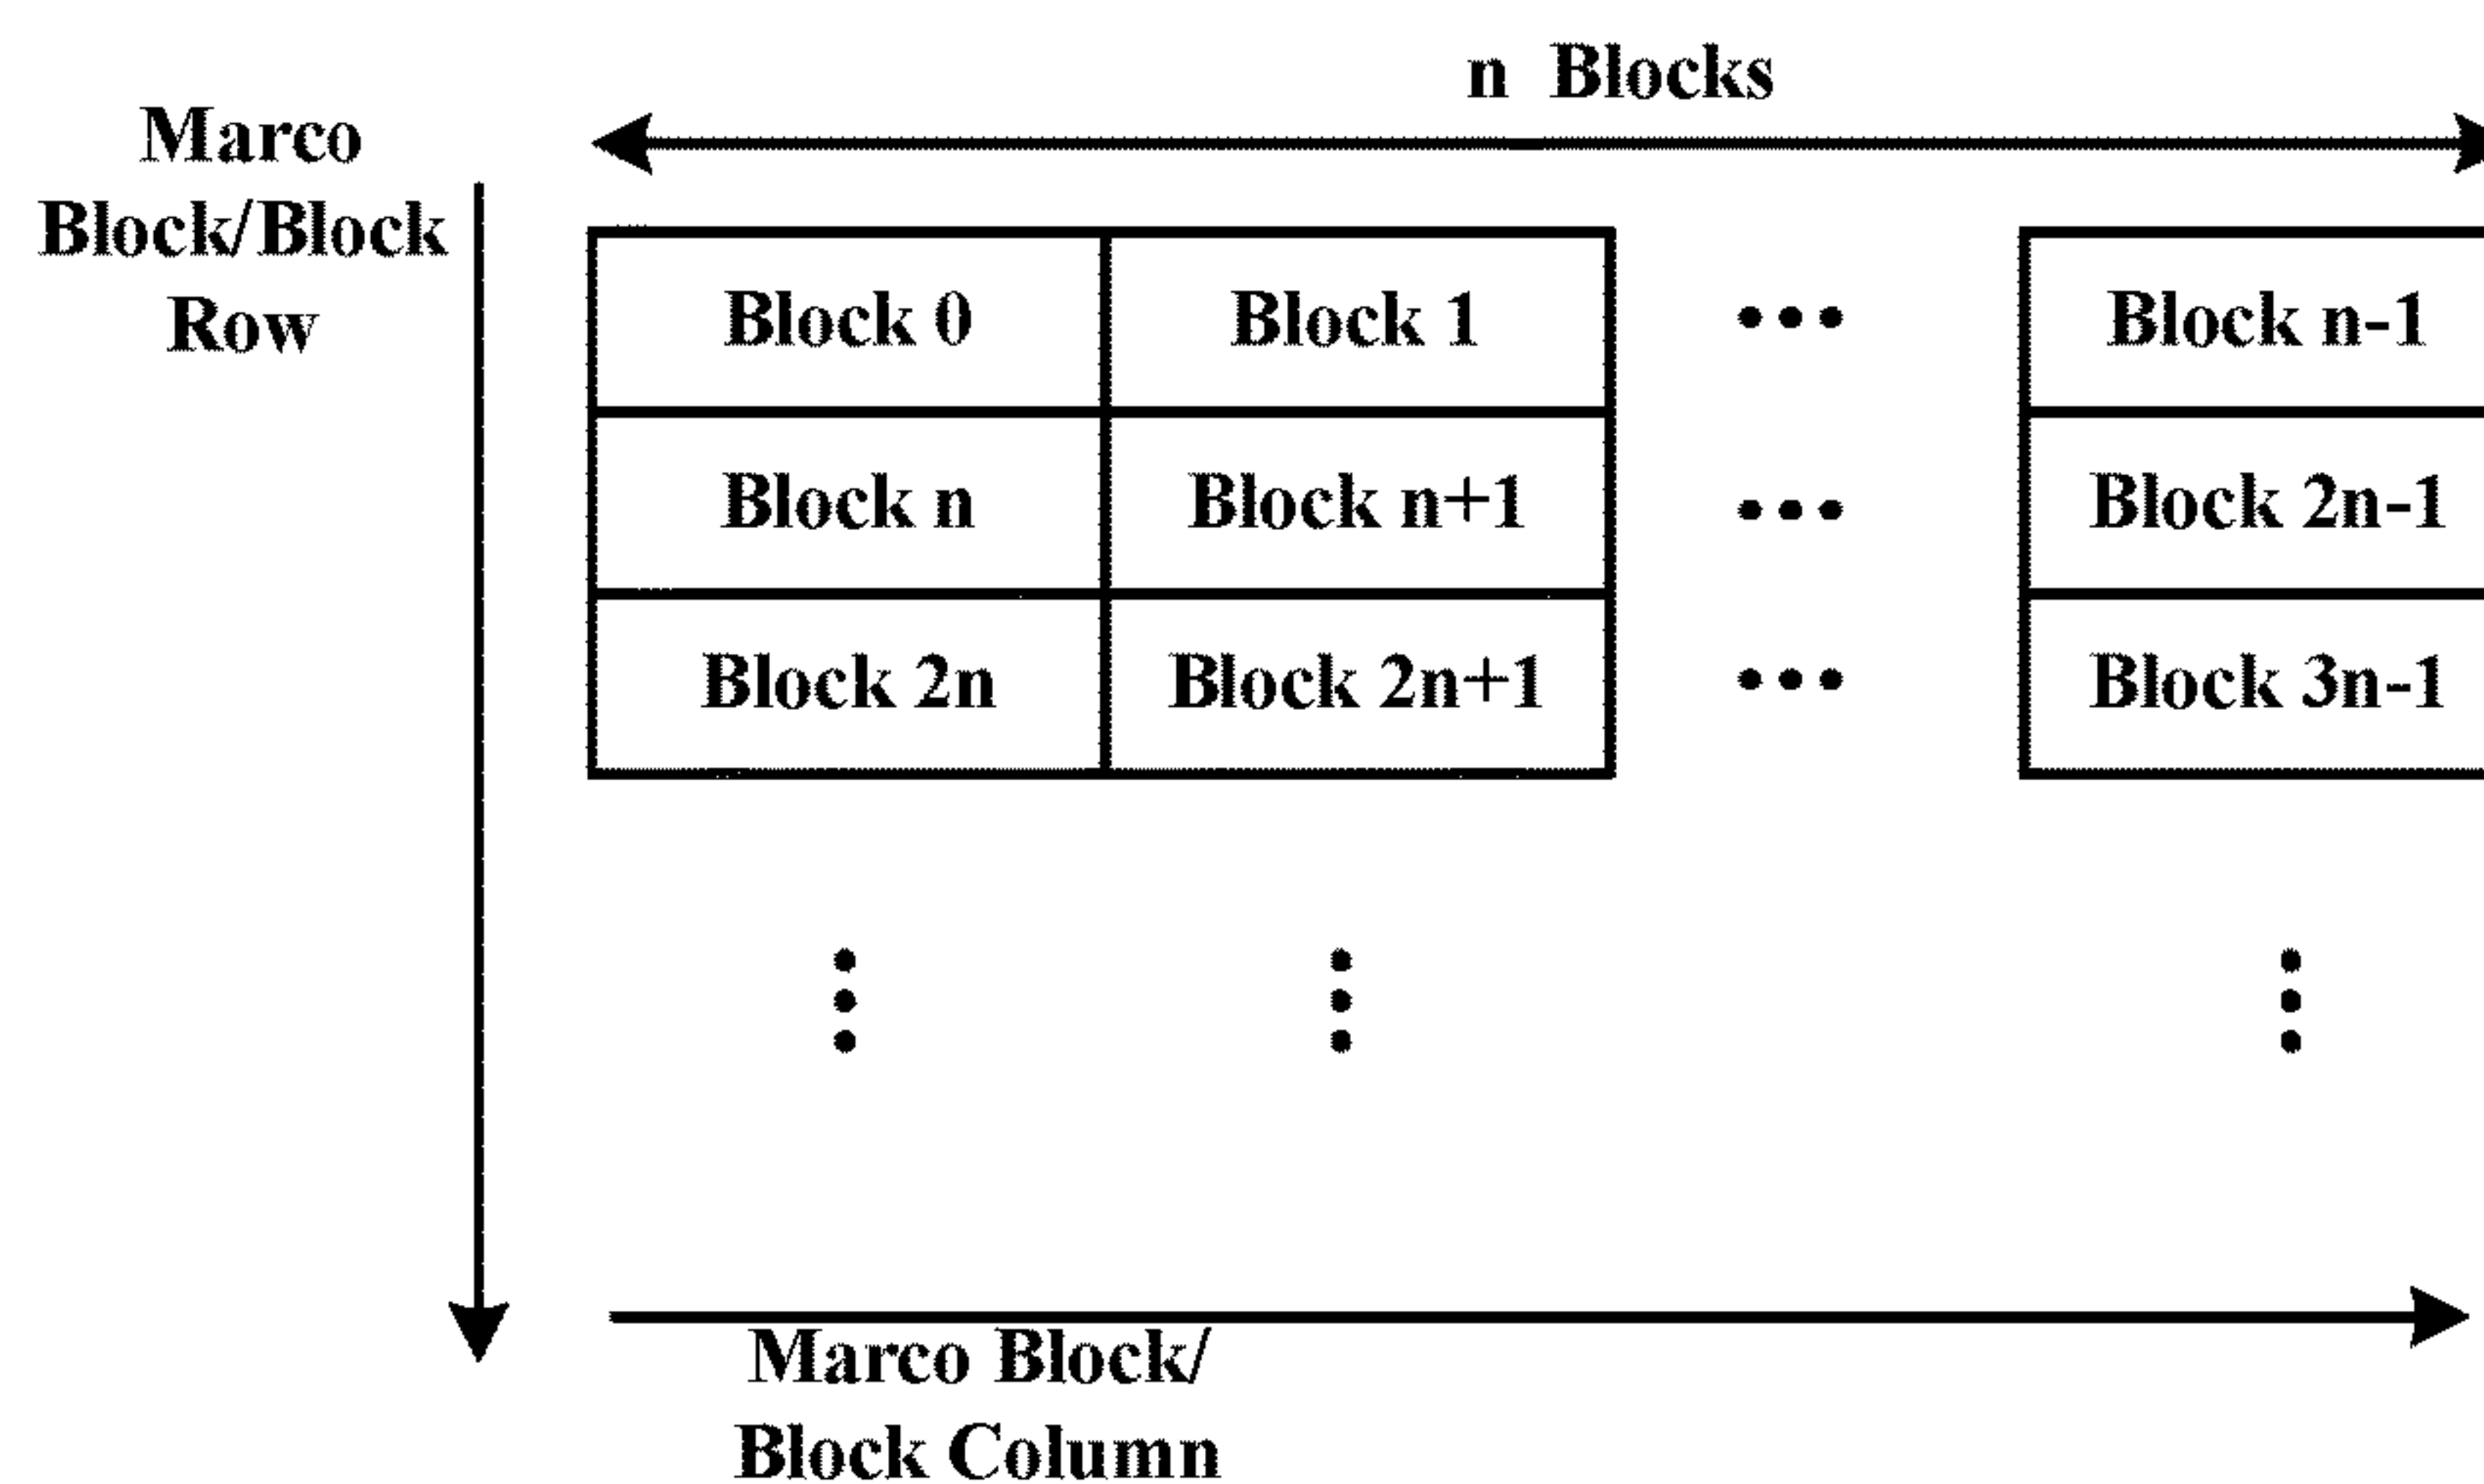 n Blocks
Marco
Block/Block
Row
Block 0 Block 1 ••• Block n-1
Block n Block n+1 ••• Block 2n-1
Block 2n Block 2n+1 ••• Block 3n-1
Marco Block/
Block Column